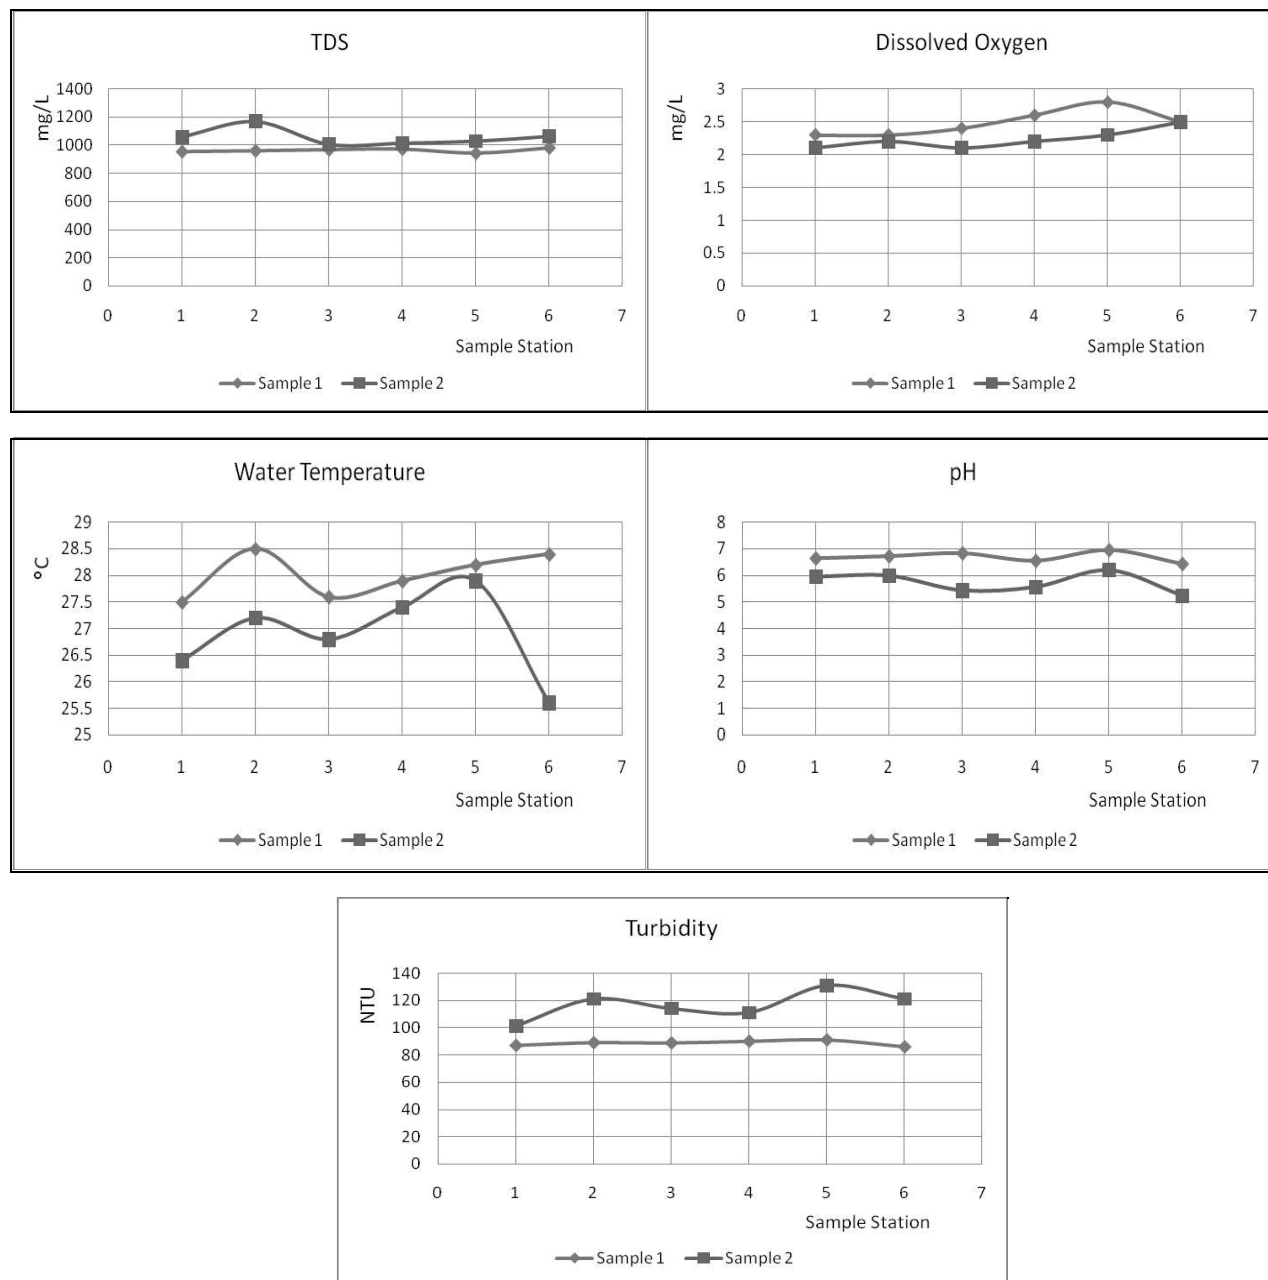 TDS
mg/L
1400
1200
1000
800
600
400
200
0
0 1 2 3 4 5 6 7
Sample Station
Sample 1 Sample 2
Dissolved Oxygen
mg/L
3
2.5
2
1.5
1
0.5
0
0 1 2 3 4 5 6 7
Sample Station
Sample 1 Sample 2
Water Temperature
°C
29
28.5
28
27.5
27
26.5
26
25.5
25
0 1 2 3 4 5 6 7
Sample Station
Sample 1 Sample 2
pH
8
7
6
5
4
3
2
1
0
0 1 2 3 4 5 6 7
Sample Station
Sample 1 Sample 2
Turbidity
NTU
140
120
100
80
60
40
20
0
0 1 2 3 4 5 6 7
Sample Station
Sample 1 Sample 2